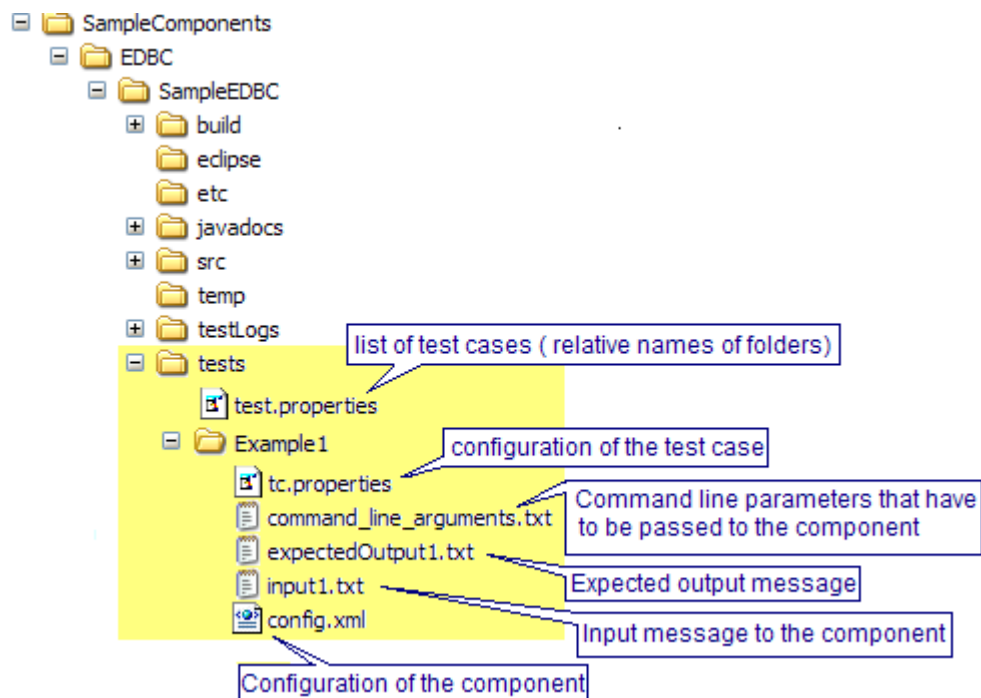 SampleComponents
EDBC
SampleEDBC
build
eclipse
etc
javadocs
src
temp
testLogs
list of test cases ( relative names of folders)
tests
test.properties
Example1
configuration of the test case
tc.properties
Command line parameters that have
to be passed to the component
command_line_arguments.txt
expectedOutput1.txt
Expected output message
input1.txt
Input message to the component
config.xml
Configuration of the component